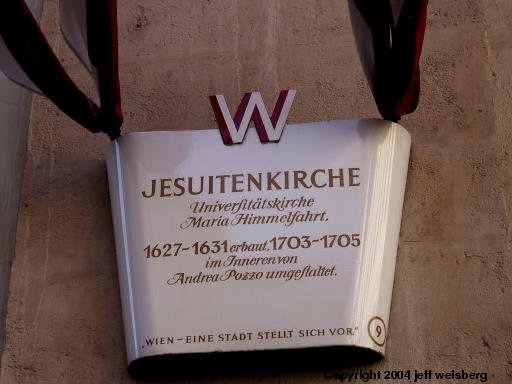 W
JESUITENKIRCHE
Universitätskirche
Maria Himmelfahrt,
1627-1631 erbaut, 1703-1705
im Inneren von
Andrea Pozzo umgestaltet.
„WIEN - EINE STADT STELLT SICH VOR"
9
Copyright 2004 jeff weisberg